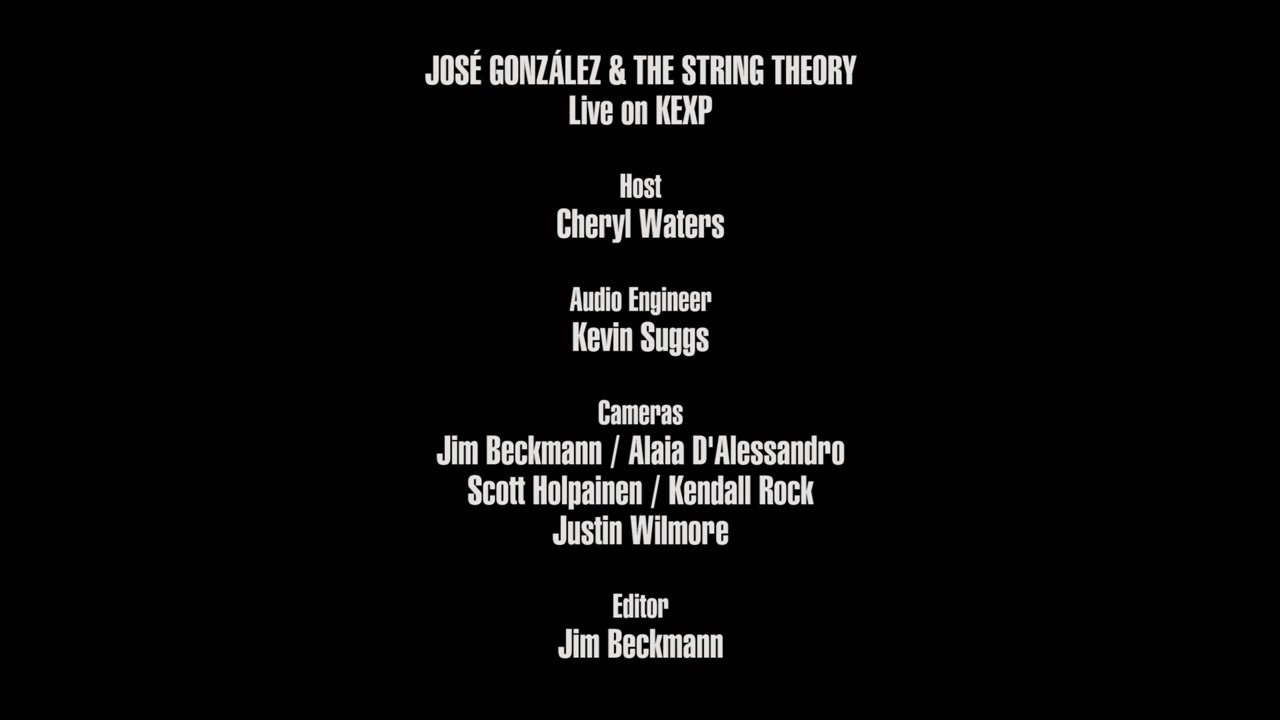 JOSÉ GONZÁLEZ & THE STRING THEORY
Live on KEXP
Host
Cheryl Waters
Audio Engineer
Kevin Suggs
Cameras
Jim Beckmann / Alaia D'Alessandro
Scott Holpainen / Kendall Rock
Justin Wilmore
Editor
Jim Beckmann